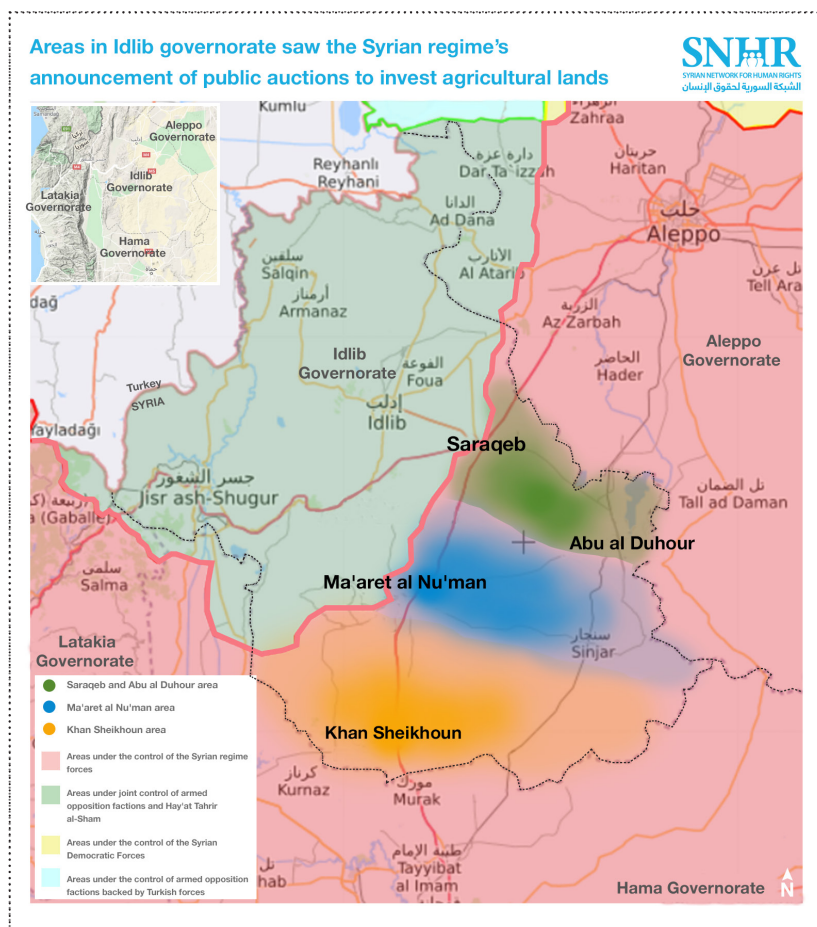 Areas in Idlib governorate saw the Syrian regime's
announcement of public auctions to invest agricultural lands
SNHR
SYRIAN NETWORK FOR HUMAN RIGHTS
الشبكة السورية لحقوق الإنسان
Aleppo
Governorate
Idlib
Governorate
Latakia
Governorate
Hama
Governorate
Kumlu
Zahraa
Reyhanlı
Reyhani
دارة عزة
Dar Ta`izzah
حريتان
Haritan
الدانا
Ad Dana
حلب
Aleppo
سلقين
Salqin
الأتارب
Al Atarib
تل عرن
Tell Ara
dağ
أرمناز
Armanaz
الزربة
Az Zarbah
Aleppo
Governorate
Idlib
Governorate
الفوعة
Foua
الحاضر
Hader
Turkey
SYRIA
إدلب
Idlib
Yayladağı
Saraqeb
جسر الشغور
Jisr ash-Shugur
تل الضمان
Tall ad Daman
ربيعة (ك
a (Gaballe)
Abu al Duhour
سلمى
Salma
Ma'aret al Nu'man
سنجار
Sinjar
Latakia
Governorate
Khan Sheikhoun
Saraqeb and Abu al Duhour area
Ma'aret al Nu'man area
Khan Sheikhoun area
Areas under the control of the Syrian regime
forces
Areas under joint control of armed
opposition factions and Hay'at Tahrir
al-Sham
Areas under the control of the Syrian
Democratic Forces
Areas under the control of armed opposition
factions backed by Turkish forces
كرناز
Kurnaz
مورك
Murak
طيبة الإمام
Tayyibat
al Imam
تل
hab
Hama Governorate
N